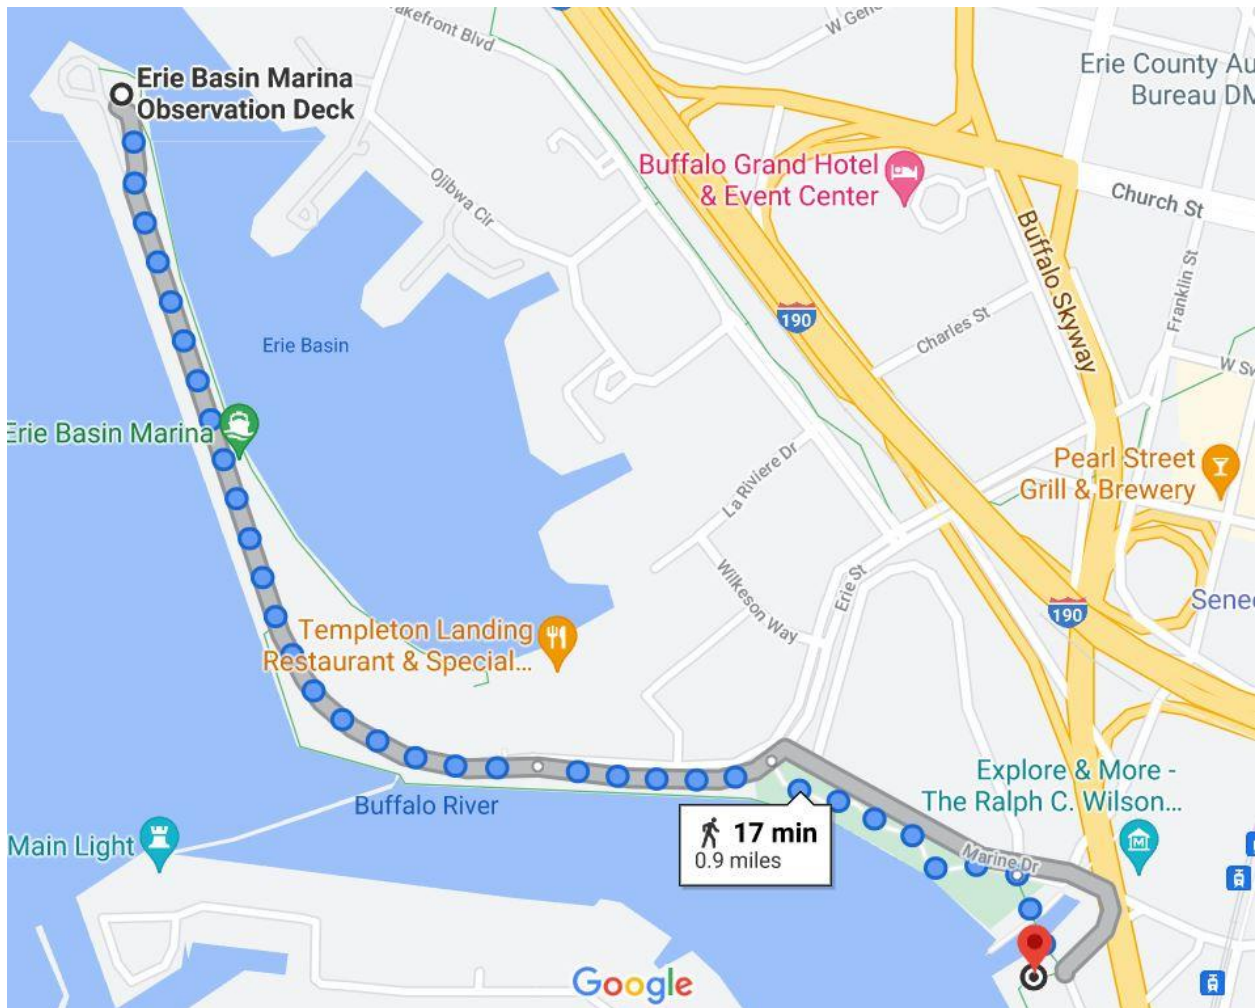 akefront Blvd
W Gene
Erie County Au
Bureau DM
Erie Basin Marina
Observation Deck
Buffalo Grand Hotel
& Event Center
Church St
Ojibwa Cir
Buffalo Skyway
Franklin St
190
Charles St
Erie Basin
W Sw
Erie Basin Marina
La Riviere Dr
Pearl Street
Grill & Brewery
Wilkeson Way
Erie St
190
Senec
Templeton Landing
Restaurant & Special...
Explore & More -
The Ralph C. Wilson...
Buffalo River
17 min
0.9 miles
Main Light
Marine Dr
M
Google